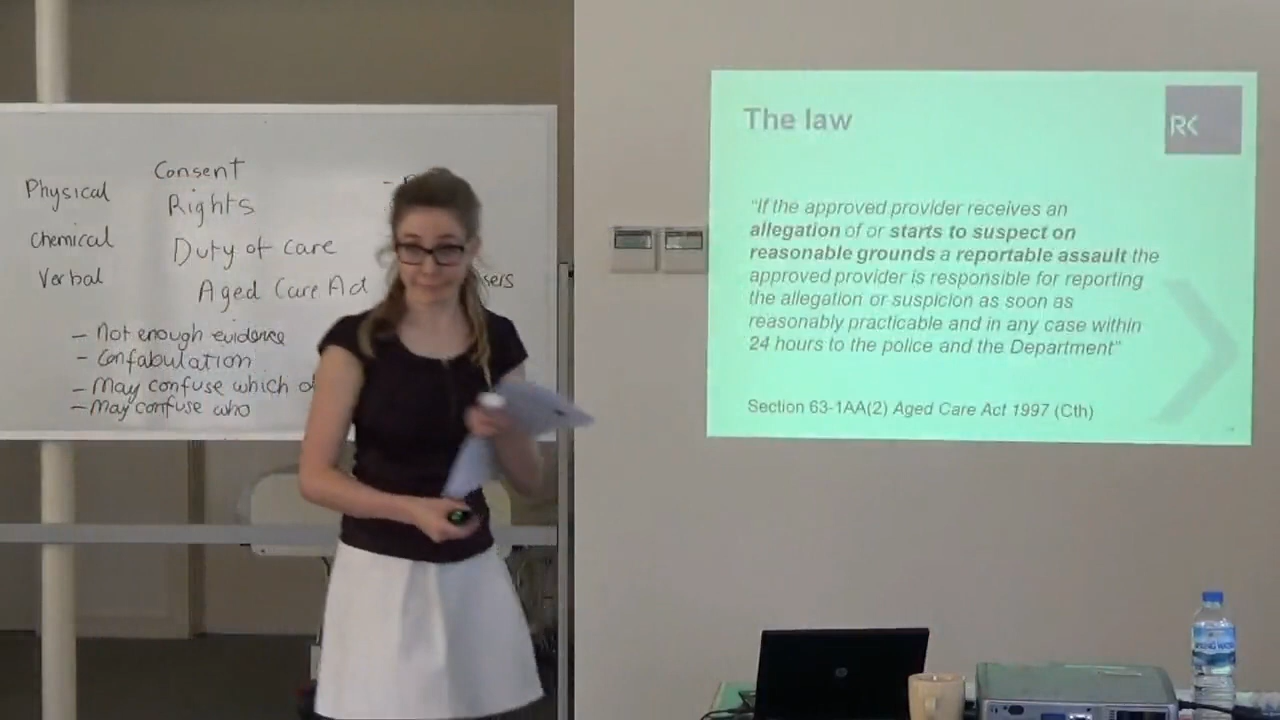 Consent
Physical
Rights
Chemical
Duty of Care
Verbal
Aged Care Act
- Not enough evidence
- Confabulation
- May confuse which
- May confuse who
The law
RK
"If the approved provider receives an
allegation of or starts to suspect on
reasonable grounds a reportable assault the
approved provider is responsible for reporting
the allegation or suspicion as soon as
reasonably practicable and in any case within
24 hours to the police and the Department"
Section 63-1AA(2) Aged Care Act 1997 (Cth)
hp